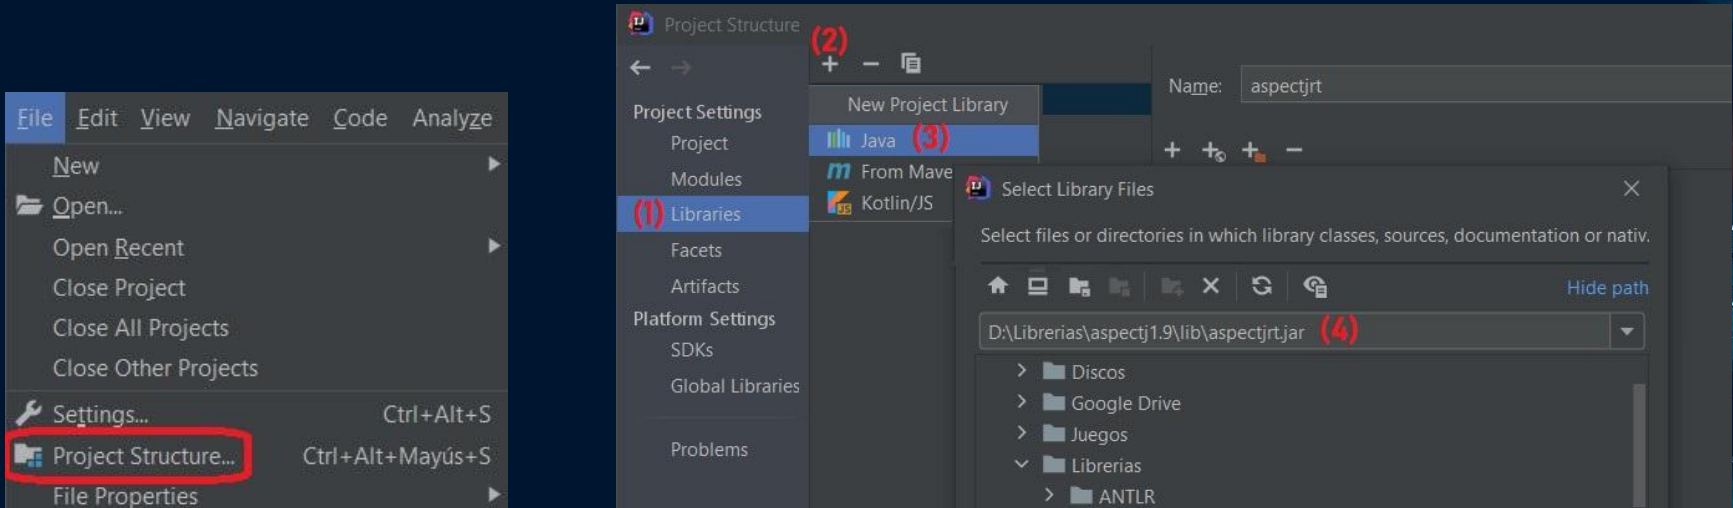 File Edit View Navigate Code Analyze
New
Open...
Open Recent
Close Project
Close All Projects
Close Other Projects
Settings... Ctrl+Alt+S
Project Structure... Ctrl+Alt+Mayús+S
File Properties
Project Structure
(2)
Project Settings
Project
Modules
(1) Libraries
Facets
Artifacts
Platform Settings
SDKs
Global Libraries
Problems
New Project Library
Java (3)
From Mave
Kotlin/JS
Name: aspectjrt
Select Library Files
Select files or directories in which library classes, sources, documentation or nativ.
Hide path
D:\Librerias\aspectj1.9\lib\aspectjrt.jar (4)
Discos
Google Drive
Juegos
Librerias
ANTLR